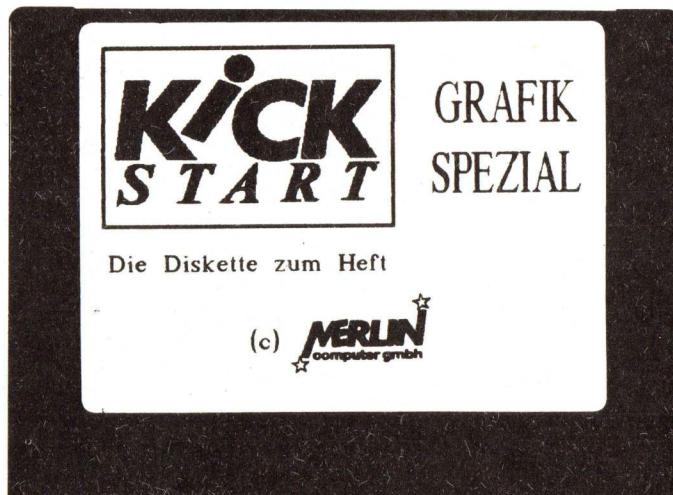 KiCK
START
GRAFIK
SPEZIAL
Die Diskette zum Heft
(c) MERLIN
computer gmbh